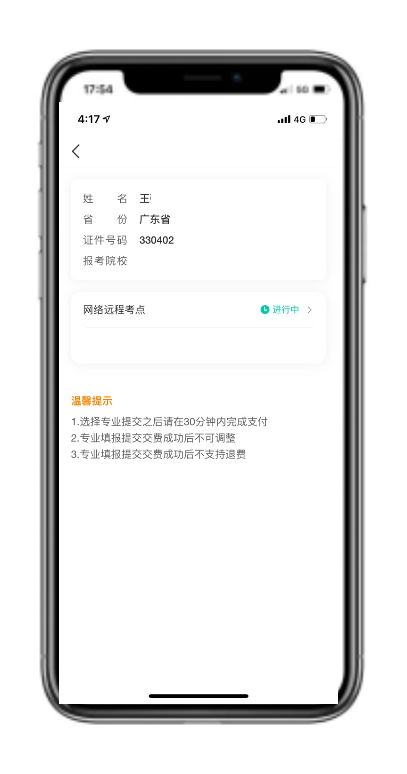 17:54
5G
4:17
4G
姓 名 王
省 份 广东省
证件号码 330402
报考院校
网络远程考点 进行中
温馨提示
1.选择专业提交之后请在30分钟内完成支付
2.专业填报提交交费成功后不可调整
3.专业填报提交交费成功后不支持退费